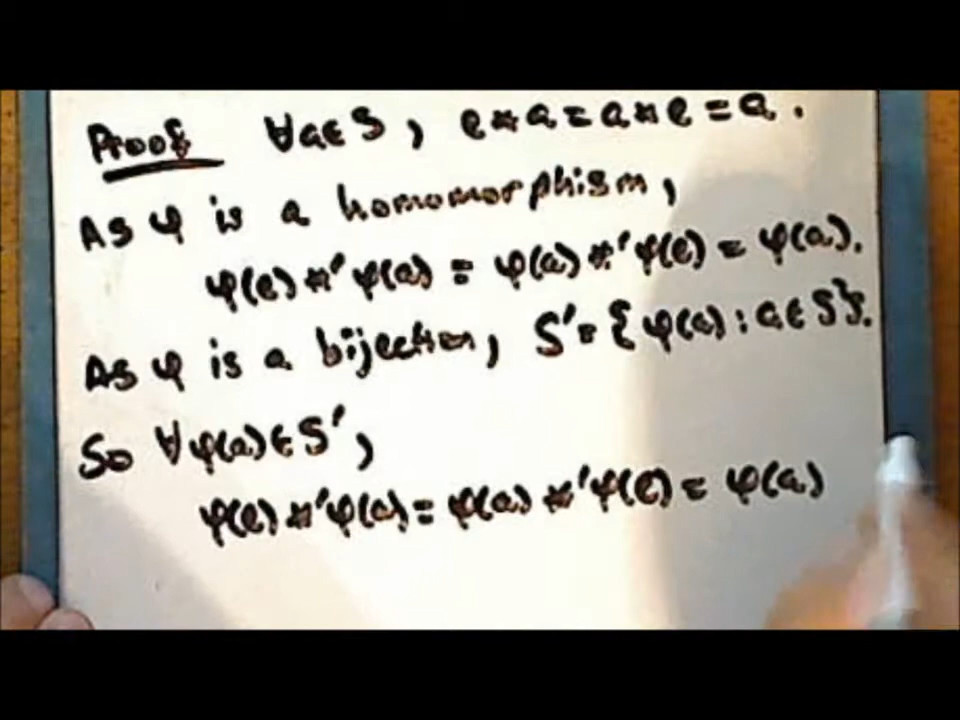 Proof ∀a∈S, e*a=a*e=a.
As φ is a homomorphism,
φ(e)*'φ(a) = φ(a)*'φ(e) = φ(a).
As φ is a bijection, S'={φ(a):a∈S}.
So ∀φ(a)∈S',
φ(e)*'φ(a)=φ(a)*'φ(e)= φ(a)